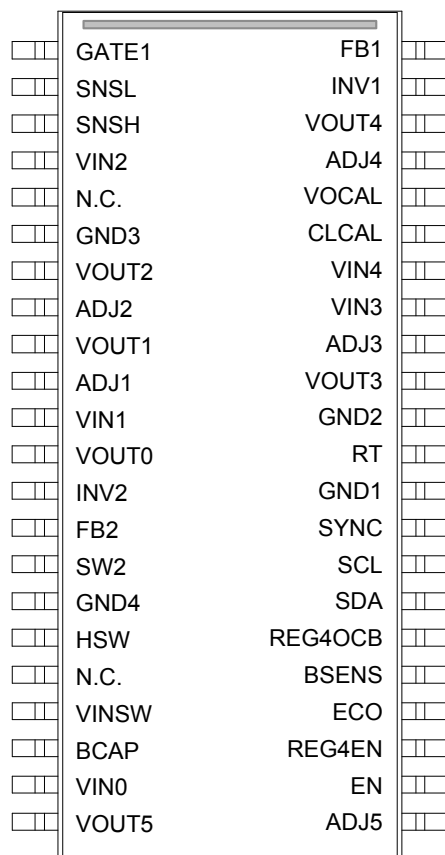 GATE1 FB1
SNSL INV1
SNSH VOUT4
VIN2 ADJ4
N.C. VOCAL
GND3 CLCAL
VOUT2 VIN4
ADJ2 VIN3
VOUT1 ADJ3
ADJ1 VOUT3
VIN1 GND2
VOUT0 RT
INV2 GND1
FB2 SYNC
SW2 SCL
GND4 SDA
HSW REG4OCB
N.C. BSENS
VINSW ECO
BCAP REG4EN
VIN0 EN
VOUT5 ADJ5